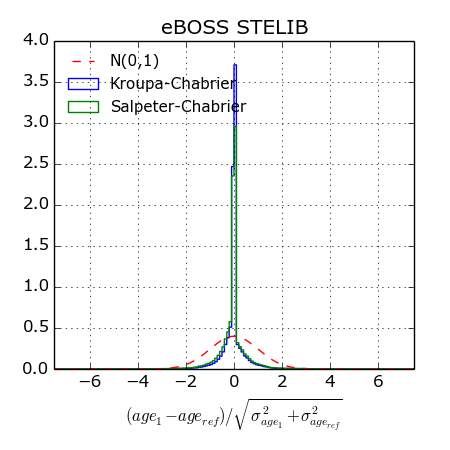 eBOSS STELIB
4.0
3.5
3.0
2.5
2.0
1.5
1.0
0.5
0.0
N(0,1)
Kroupa-Chabrier
Salpeter-Chabrier
−6 −4 −2 0 2 4 6
(age₁−age_ref)/√σ²_age₁+σ²_age_ref